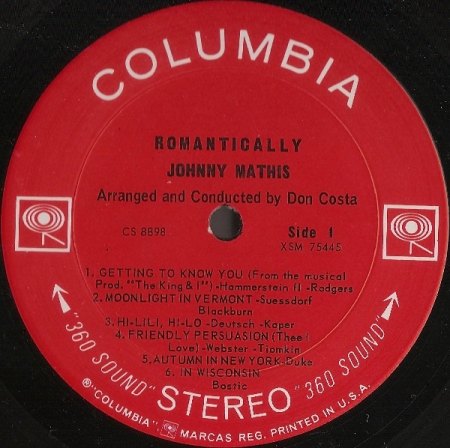 COLUMBIA
ROMANTICALLY
JOHNNY MATHIS
Arranged and Conducted by Don Costa
CS 8898
Side 1
XSM 75445
1. GETTING TO KNOW YOU (From the musical
Prod. ""The King & I"") -Hammerstein II -Rodgers
2. MOONLIGHT IN VERMONT -Suessdorf
Blackburn
3. HI-LILI, HI-LO -Deutsch -Kaper
4. FRIENDLY PERSUASION (Thee I
Love) -Webster -Tiomkin
5. AUTUMN IN NEW YORK-Duke
6. IN WISCONSIN
Bostic
"360 SOUND" STEREO "360 SOUND"
® "COLUMBIA", MARCAS REG. PRINTED IN U.S.A.